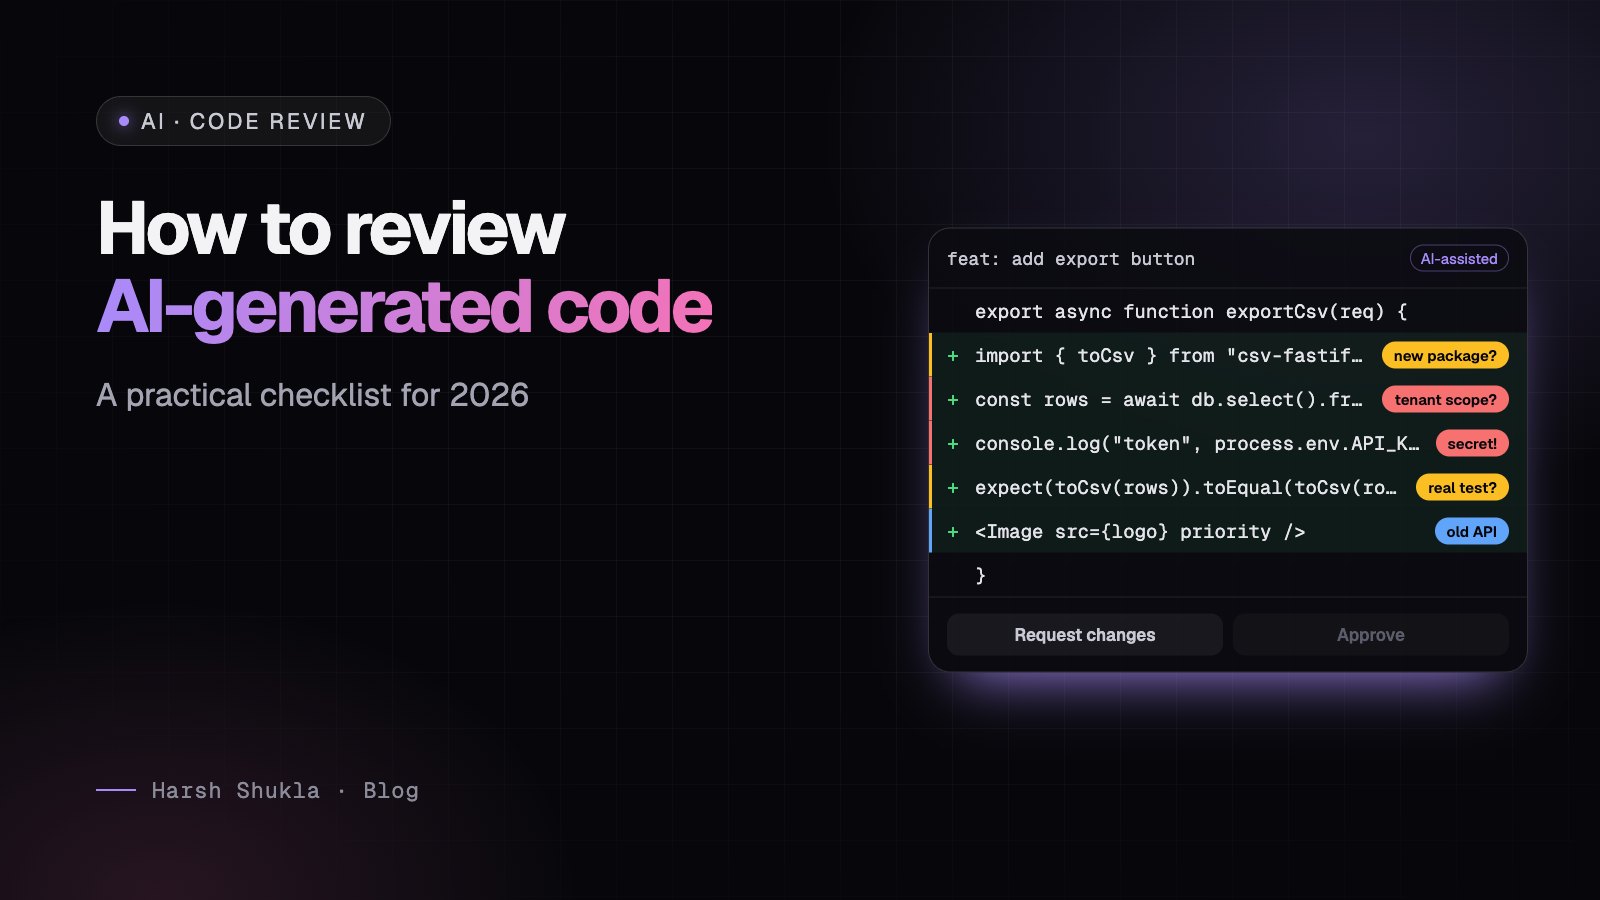 AI · CODE REVIEW
How to review
AI-generated code
A practical checklist for 2026
feat: add export button AI-assisted
export async function exportCsv(req) {
+ import { toCsv } from "csv-fastif… new package?
+ const rows = await db.select().fr… tenant scope?
+ console.log("token", process.env.API_K… secret!
+ expect(toCsv(rows)).toEqual(toCsv(ro… real test?
+ <Image src={logo} priority /> old API
}
Request changes Approve
Harsh Shukla · Blog